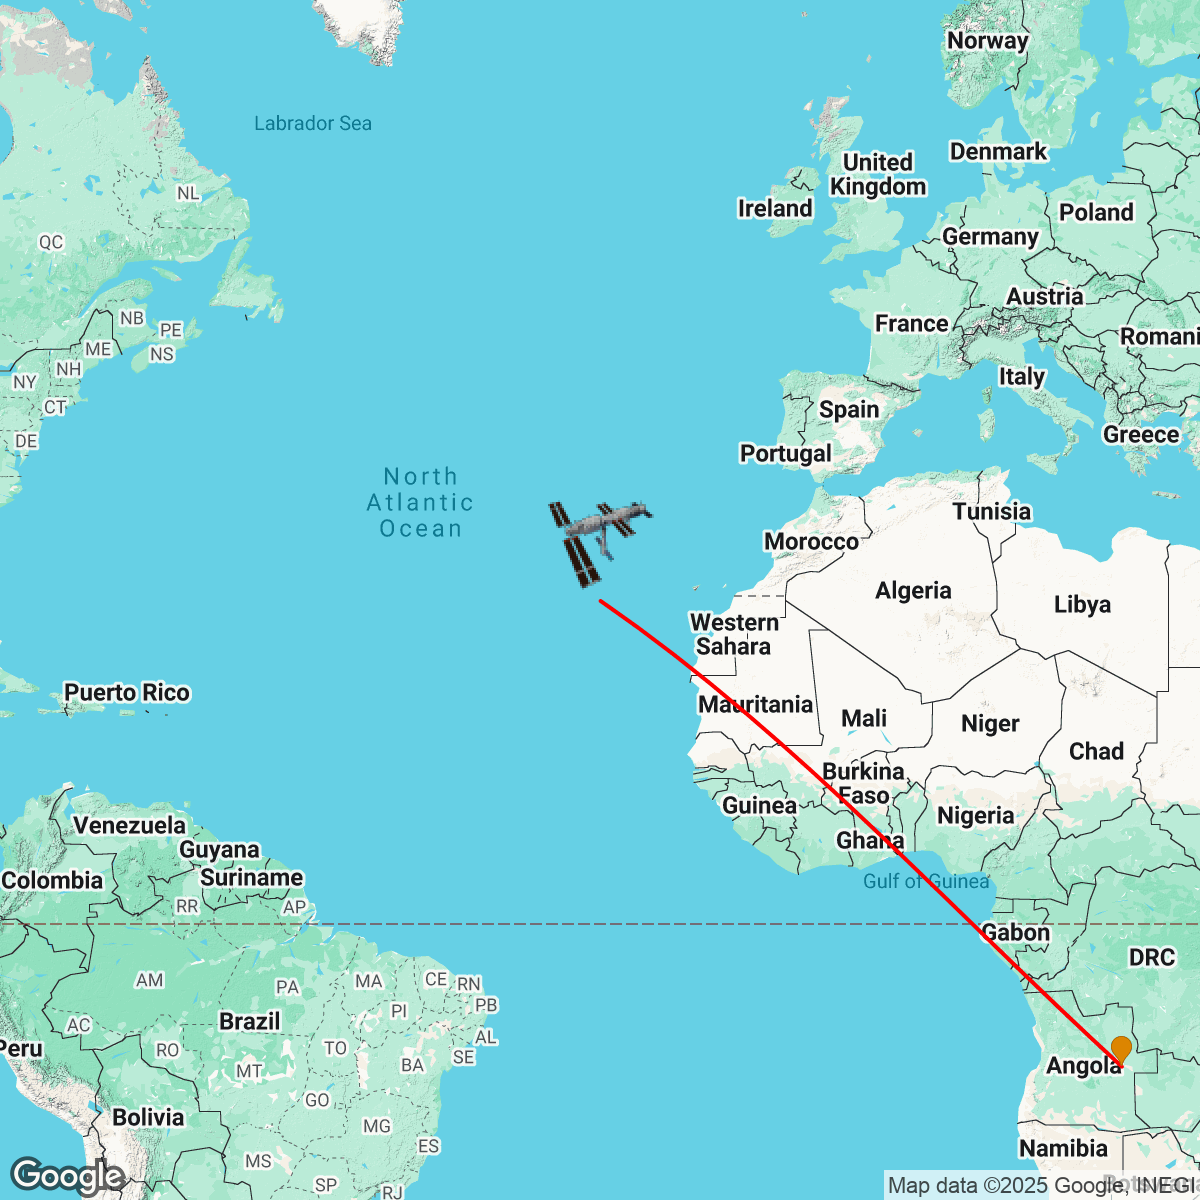 Norway
Labrador Sea
Denmark
United
Kingdom
NL
Ireland
Poland
Germany
QC
Austria
NB
PE
France
Romani
ME
NS
NH
Italy
NY
CT
Spain
DE
Greece
Portugal
North
Atlantic
Ocean
Tunisia
Morocco
Algeria
Libya
Western
Sahara
Puerto Rico
Mauritania
Mali
Niger
Chad
Burkina
Faso
Guinea
Nigeria
Venezuela
Ghana
Guyana
Colombia
Suriname
Gulf of Guinea
RR
AP
Gabon
DRC
AM
PA
MA
CE
RN
PB
PI
Brazil
AC
AL
Peru
RO
TO
SE
MT
BA
Angola
GO
Bolivia
MG
ES
Namibia
MS
SP
RJ
Google
Map data ©2025 Google, INEGI